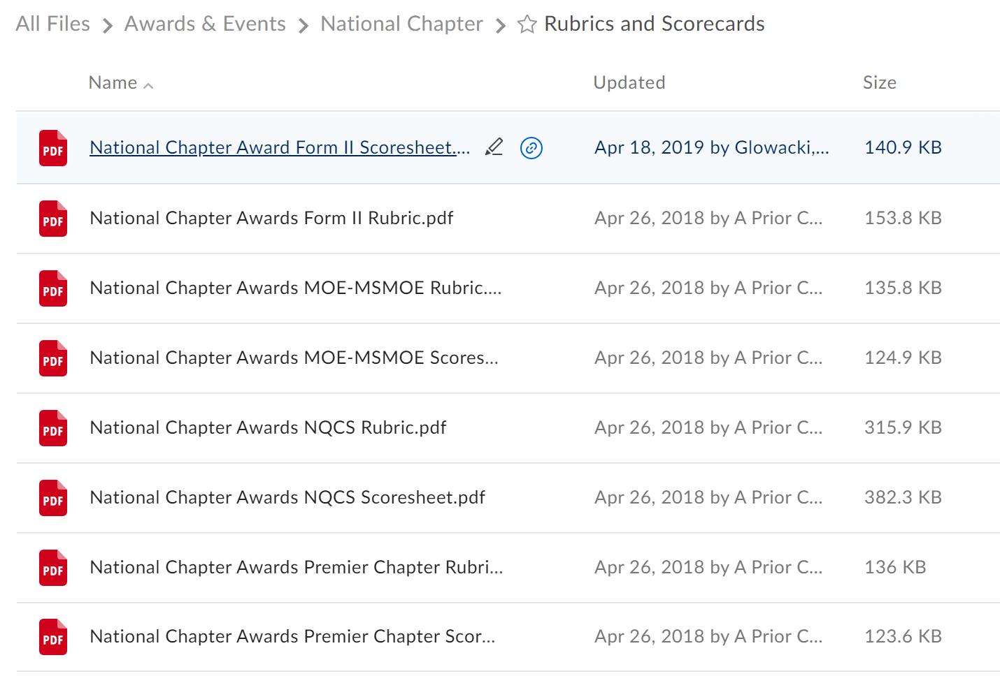 All Files > Awards & Events > National Chapter > Rubrics and Scorecards
Name Updated Size
PDF National Chapter Award Form II Scoresheet.... Apr 18, 2019 by Glowacki,... 140.9 KB
PDF National Chapter Awards Form II Rubric.pdf Apr 26, 2018 by A Prior C... 153.8 KB
PDF National Chapter Awards MOE-MSMOE Rubric.... Apr 26, 2018 by A Prior C... 135.8 KB
PDF National Chapter Awards MOE-MSMOE Scores... Apr 26, 2018 by A Prior C... 124.9 KB
PDF National Chapter Awards NQCS Rubric.pdf Apr 26, 2018 by A Prior C... 315.9 KB
PDF National Chapter Awards NQCS Scoresheet.pdf Apr 26, 2018 by A Prior C... 382.3 KB
PDF National Chapter Awards Premier Chapter Rubri... Apr 26, 2018 by A Prior C... 136 KB
PDF National Chapter Awards Premier Chapter Scor... Apr 26, 2018 by A Prior C... 123.6 KB